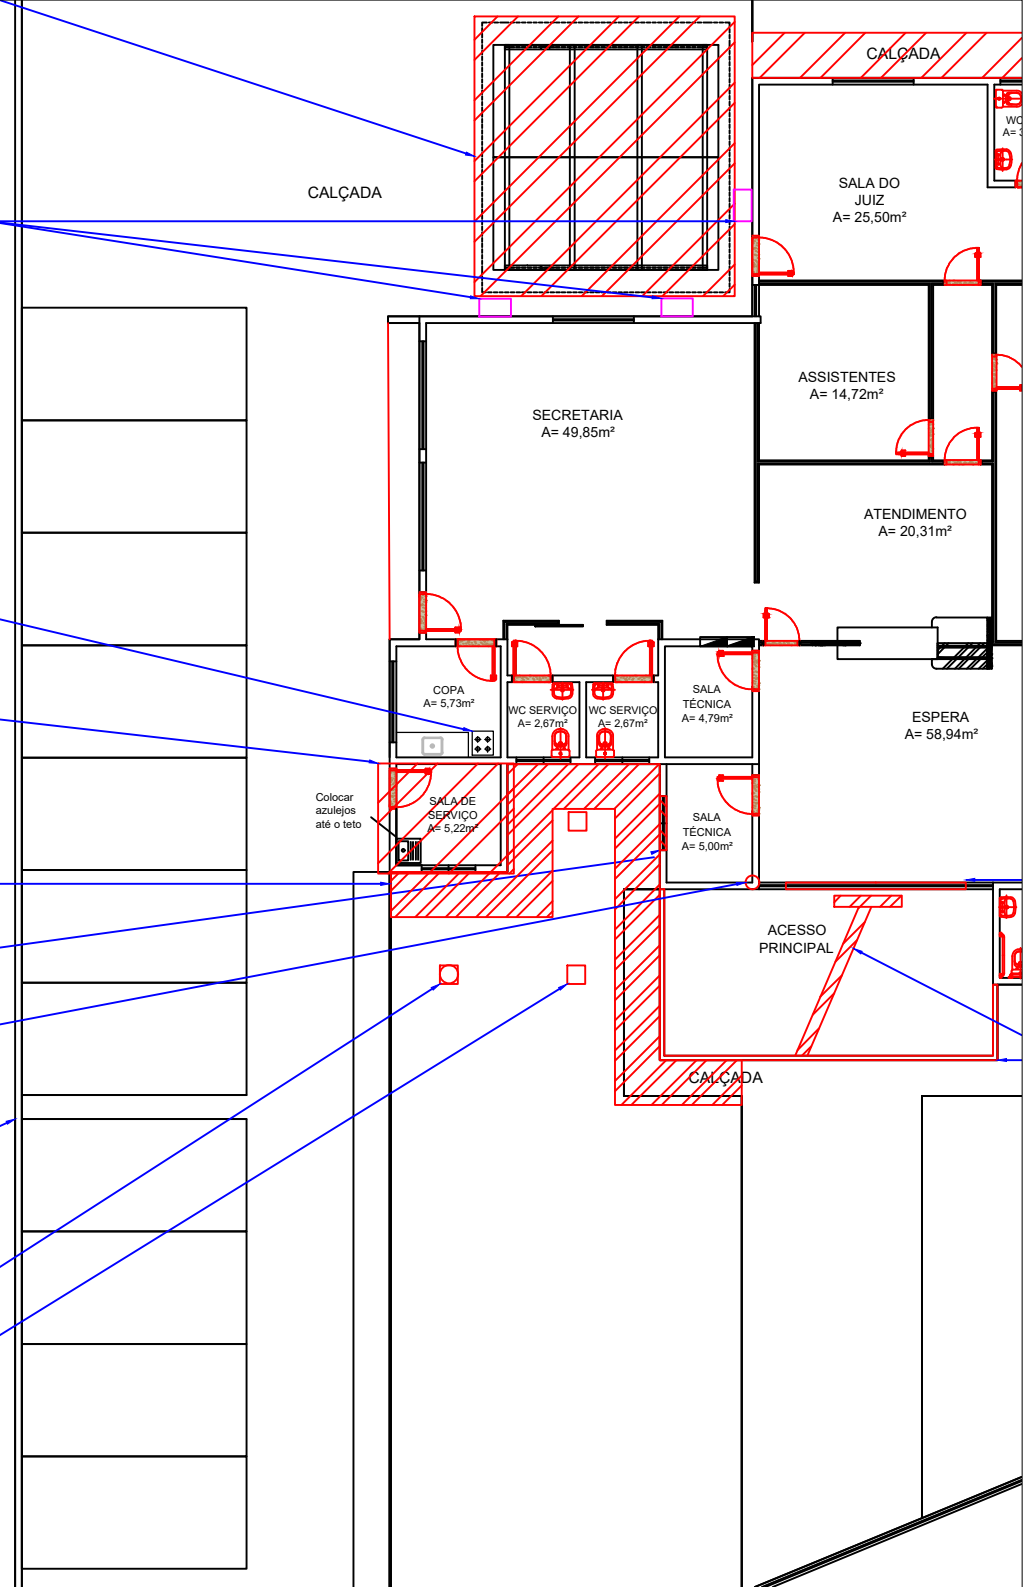 CALÇADA
CALÇADA
WC
SALA DO
JUIZ
A= 25,50m²
ASSISTENTES
A= 14,72m²
SECRETARIA
A= 49,85m²
ATENDIMENTO
A= 20,31m²
COPA
A= 5,73m²
WC SERVIÇO
A= 2,67m²
WC SERVIÇO
A= 2,67m²
SALA
TÉCNICA
A= 4,79m²
ESPERA
A= 58,94m²
Colocar
azulejos
até o teto
SALA DE
SERVIÇO
A= 5,22m²
SALA
TÉCNICA
A= 5,00m²
ACESSO
PRINCIPAL
CALÇADA